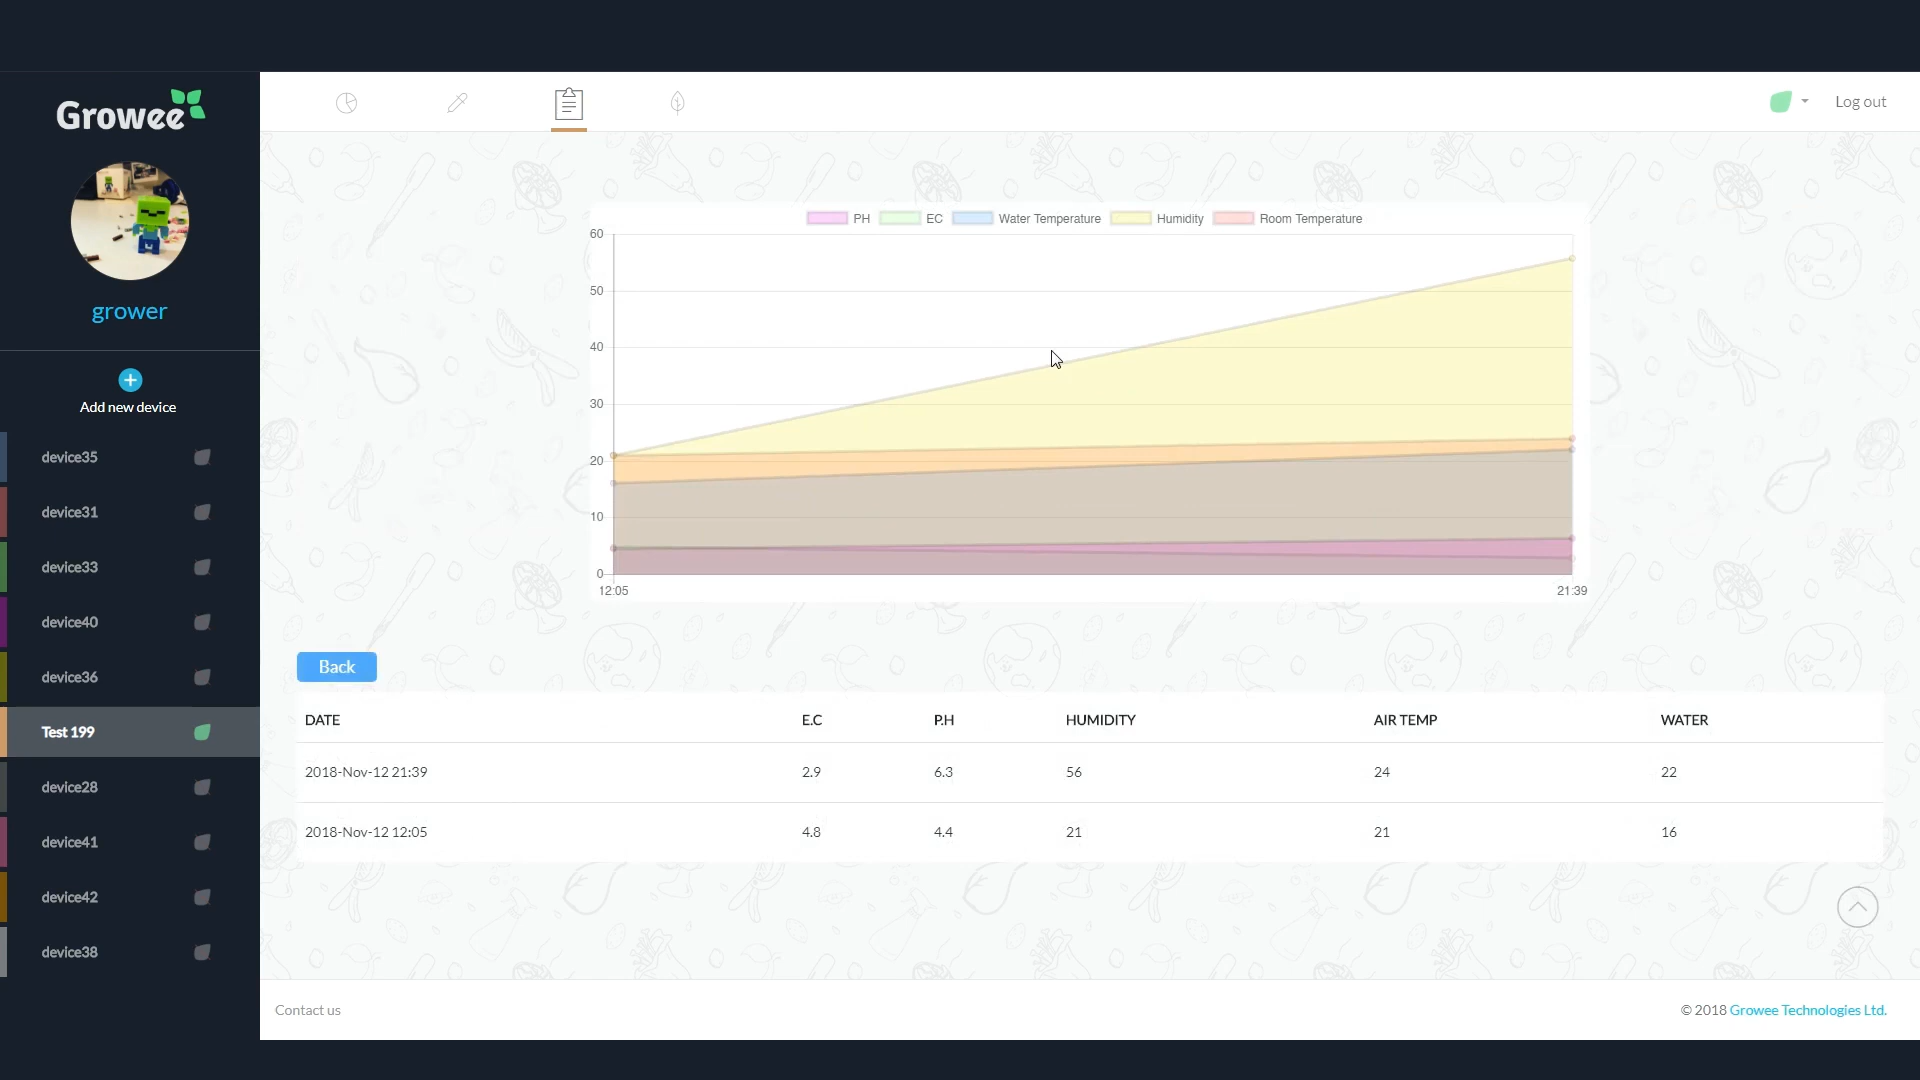 Growee
Log out
grower
Add new device
device35
device31
device33
device40
device36
Test 199
device28
device41
device42
device38
PH EC Water Temperature Humidity Room Temperature
60
50
40
30
20
10
0
12:05 21:39
Back
DATE E.C P.H HUMIDITY AIR TEMP WATER
2018-Nov-12 21:39 2.9 6.3 56 24 22
2018-Nov-12 12:05 4.8 4.4 21 21 16
Contact us
© 2018 Growee Technologies Ltd.